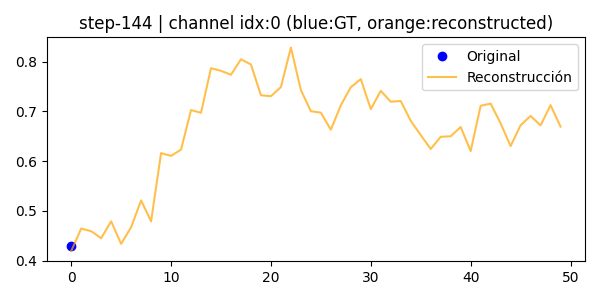 step-144 | channel idx:0 (blue:GT, orange:reconstructed)
Original
Reconstrucción
0.8
0.7
0.6
0.5
0.4
0 10 20 30 40 50